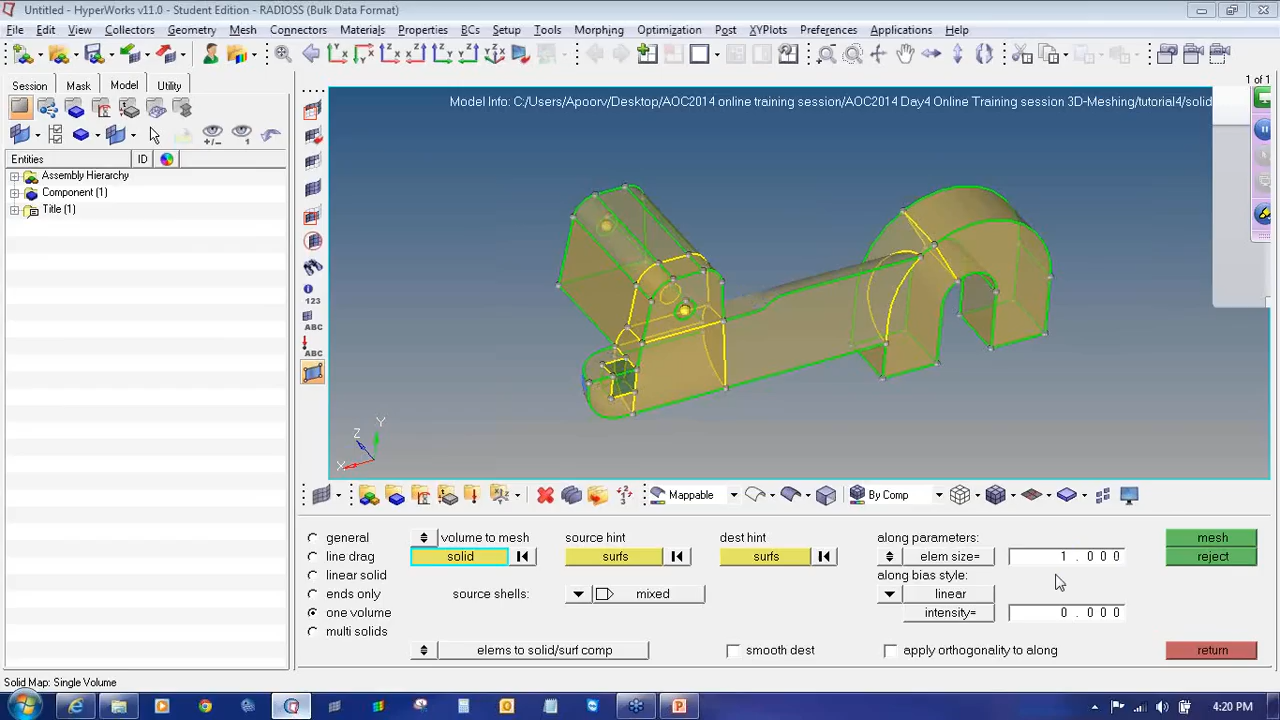 Untitled - HyperWorks v11.0 - Student Edition - RADIOSS (Bulk Data Format)
File Edit View Collectors Geometry Mesh Connectors Materials Properties BCs Setup Tools Morphing Optimization Post XYPlots Preferences Applications Help
Session Mask Model Utility
1 of 1
Model Info: C:/Users/Apoorv/Desktop/AOC2014 online training session/AOC2014 Day4 Online Training session 3D-Meshing/tutorial4/solid
Entities ID
Assembly Hierarchy
Component (1)
Title (1)
123
ABC
ABC
Y
Z
X
Mappable By Comp
general volume to mesh source hint dest hint along parameters: mesh
line drag solid surfs surfs elem size= 1 . 0 0 0 reject
linear solid along bias style:
ends only source shells: mixed linear
one volume intensity= 0 . 0 0 0
multi solids
elems to solid/surf comp smooth dest apply orthogonality to along return
Solid Map: Single Volume
4:20 PM